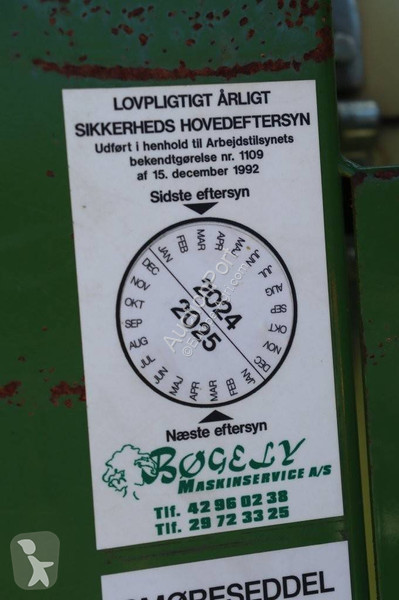 LOVPLIGTIGT ÅRLIGT
SIKKERHEDS HOVEDEFTERSYN
Udført i henhold til Arbejdstilsynets
bekendtgørelse nr. 1109
af 15. december 1992
Sidste eftersyn
JAN FEB MAR APR MAJ JUN JUL AUG SEP OKT NOV DEC
2024
2025
JAN FEB MAR APR MAJ JUN JUL AUG SEP OKT NOV DEC
Næste eftersyn
BØGELY
MASKINSERVICE A/S
Tlf. 42 96 02 38
Tlf. 29 72 33 25
SMØRESEDDEL